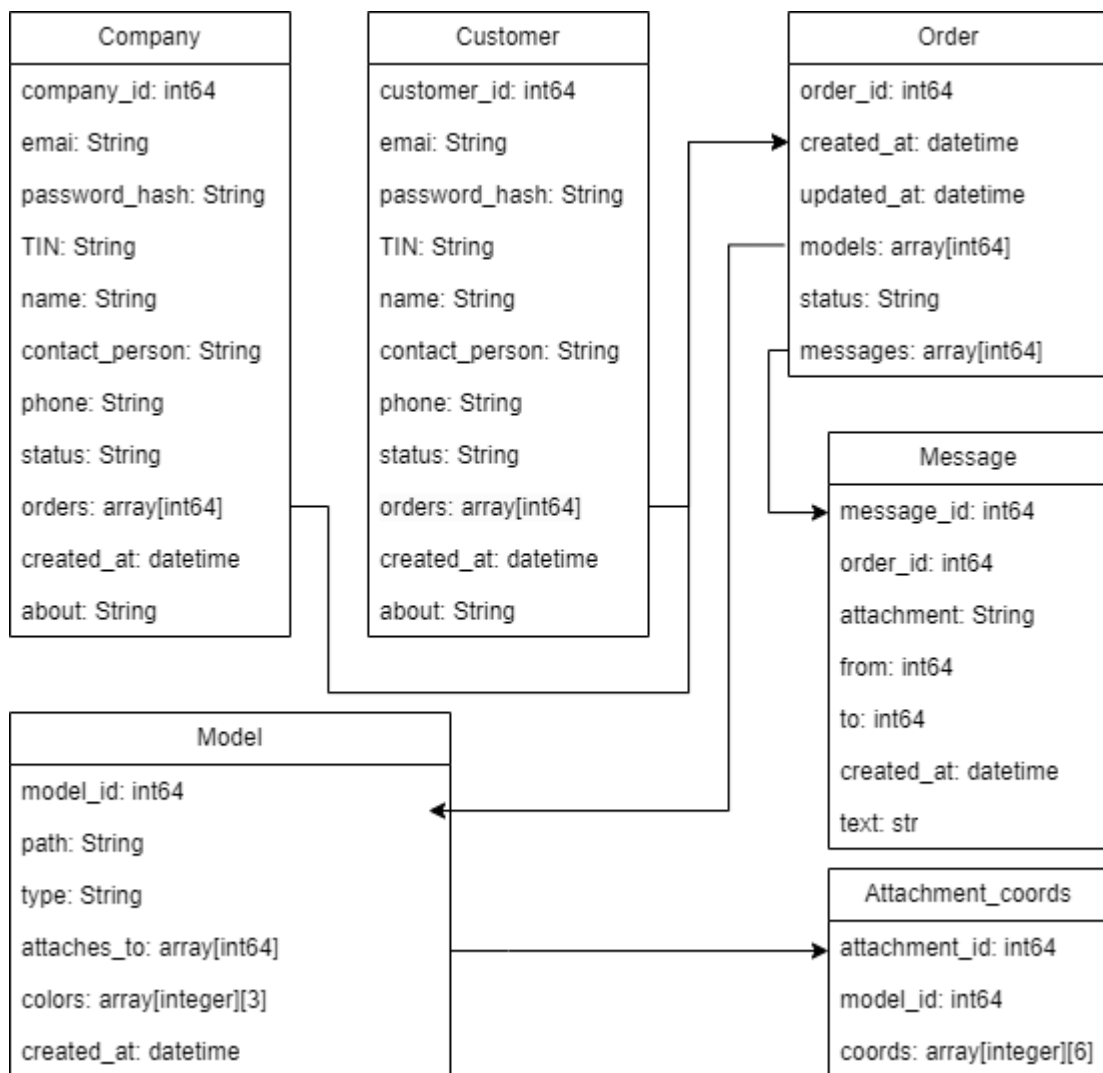 Company
company_id: int64
emai: String
password_hash: String
TIN: String
name: String
contact_person: String
phone: String
status: String
orders: array[int64]
created_at: datetime
about: String
Customer
customer_id: int64
emai: String
password_hash: String
TIN: String
name: String
contact_person: String
phone: String
status: String
orders: array[int64]
created_at: datetime
about: String
Order
order_id: int64
created_at: datetime
updated_at: datetime
models: array[int64]
status: String
messages: array[int64]
Message
message_id: int64
order_id: int64
attachment: String
from: int64
to: int64
created_at: datetime
text: str
Model
model_id: int64
path: String
type: String
attaches_to: array[int64]
colors: array[integer][3]
created_at: datetime
Attachment_coords
attachment_id: int64
model_id: int64
coords: array[integer][6]